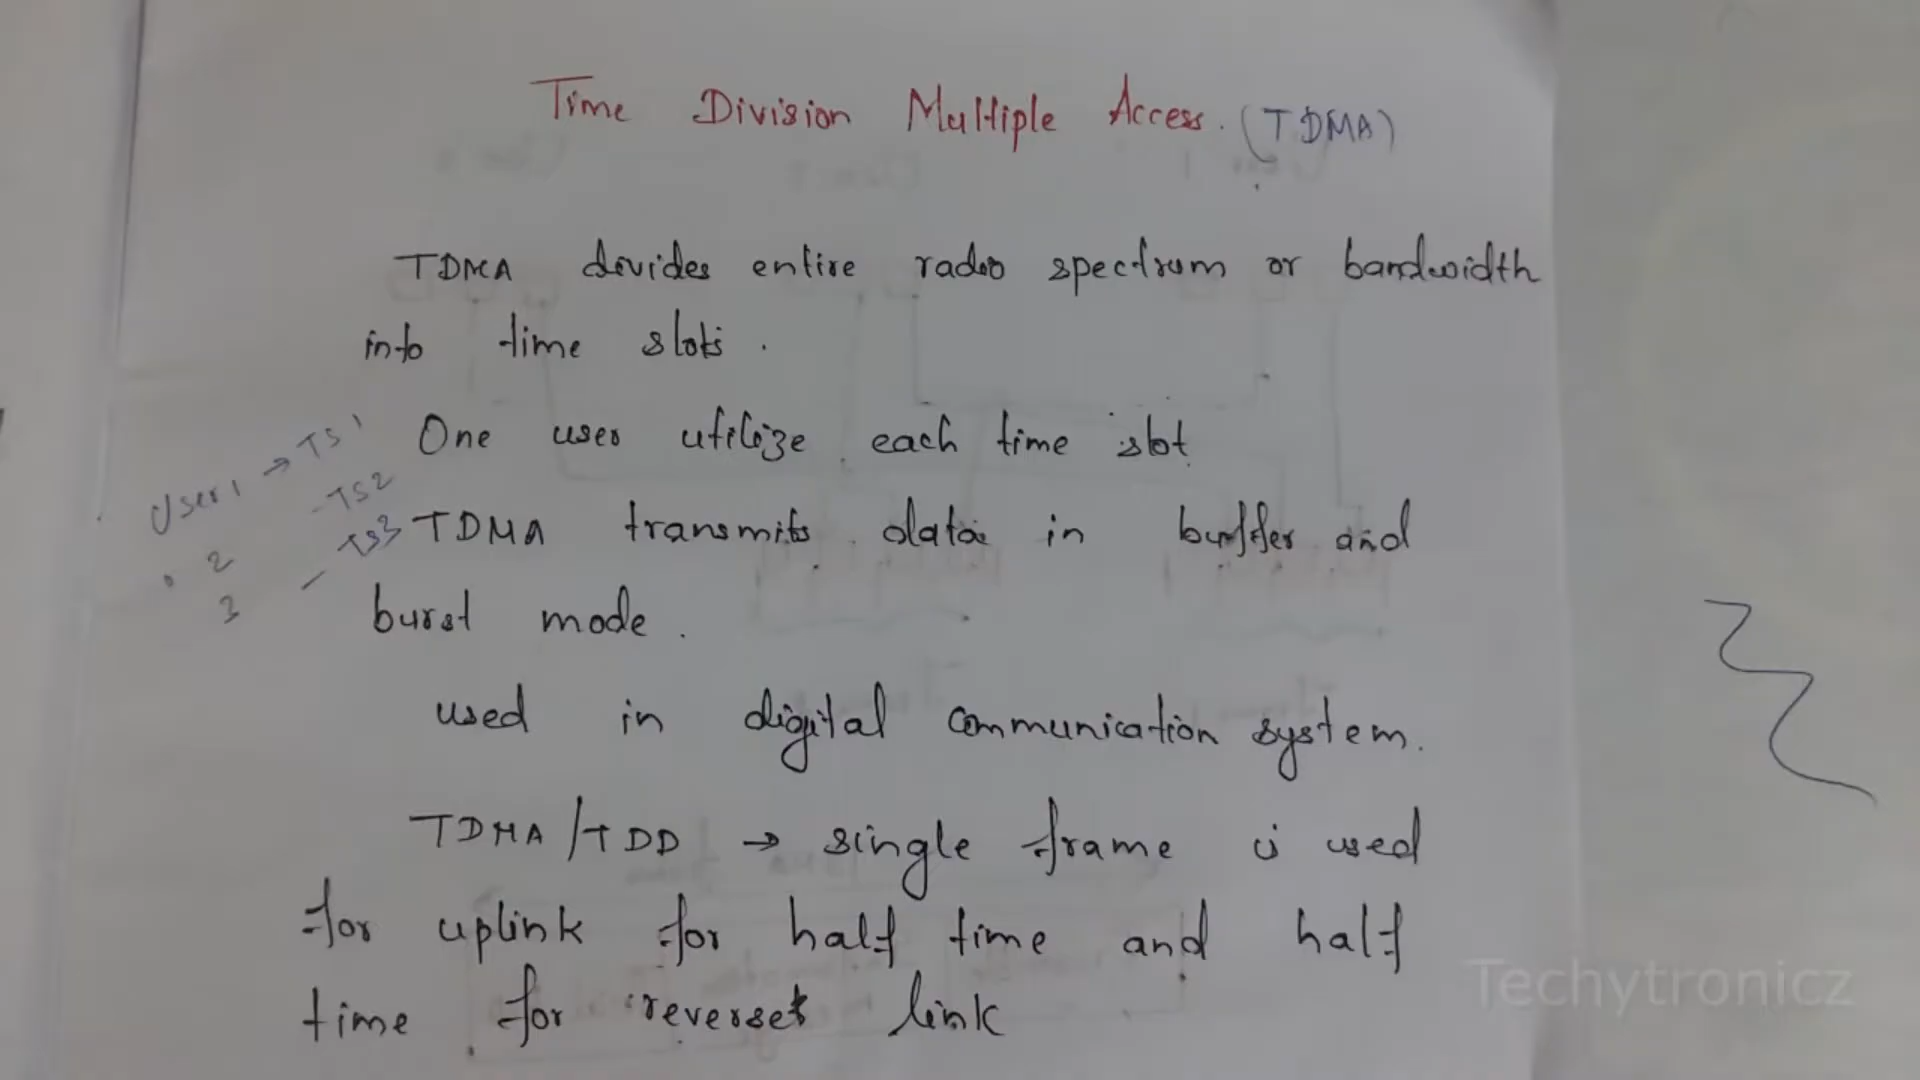 Time Division Multiple Access. (TDMA)
TDMA divides entire radio spectrum or bandwidth
into time slots.
One user utilize each time slot
User 1 → TS1
2 - TS2
3 - TS3
TDMA transmits data in buffer and
burst mode.
used in digital communication system.
TDMA/TDD → single frame is used
for uplink for half time and half
time for reverse link
Techytronicz